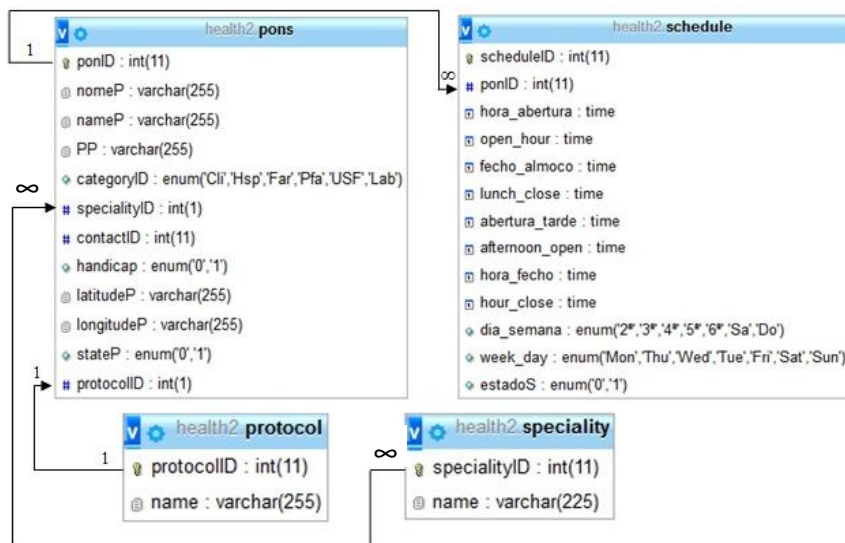 health2.pons
ponID : int(11)
nomeP : varchar(255)
nameP : varchar(255)
PP : varchar(255)
categoryID : enum('Cli','Hsp','Far','Pfa','USF','Lab')
# specialityID : int(1)
# contactID : int(11)
handicap : enum('0','1')
latitudeP : varchar(255)
longitudeP : varchar(255)
stateP : enum('0','1')
# protocolID : int(1)
1
∞
1
∞
v health2.schedule
scheduleID : int(11)
# ponID : int(11)
hora_abertura : time
open_hour : time
fecho_almoco : time
lunch_close : time
abertura_tarde : time
afternoon_open : time
hora_fecho : time
hour_close : time
dia_semana : enum('2ª','3ª','4ª','5ª','6ª','Sa','Do')
week_day : enum('Mon','Thu','Wed','Tue','Fri','Sat','Sun')
estadoS : enum('0','1')
v health2.protocol
protocolID : int(11)
name : varchar(255)
1
v health2.speciality
specialityID : int(11)
name : varchar(225)
∞